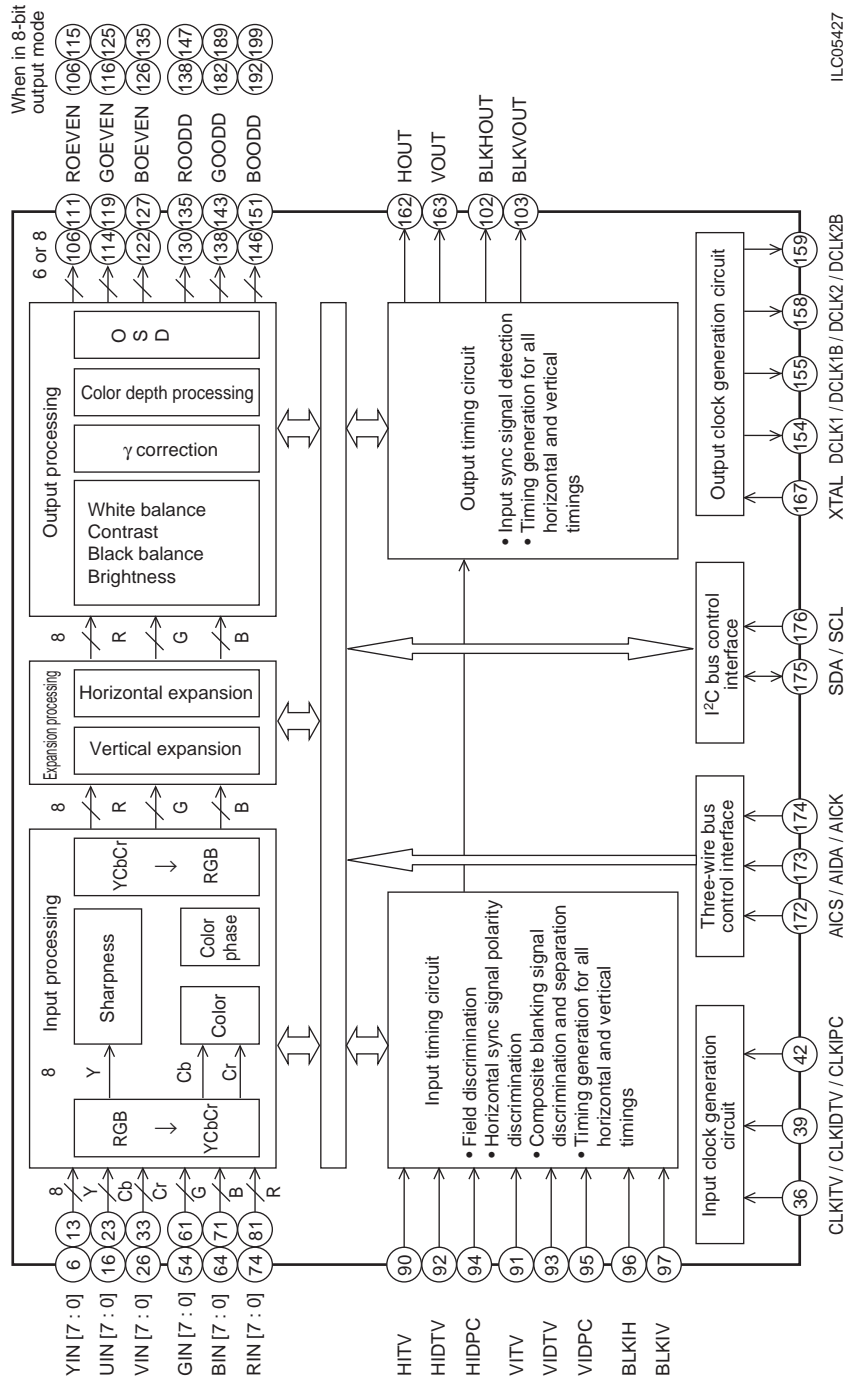 When in 8-bit
output mode
6 or 8
106 111 ROEVEN 106 115
114 119 GOEVEN 116 125
122 127 BOEVEN 126 135
130 135 ROODD 138 147
138 143 GOODD 182 189
146 151 BOODD 192 199
Output processing
White balance
Contrast
Black balance
Brightness
γ correction
Color depth processing
O S D
8
R
G
B
Expansion processing
Vertical expansion
Horizontal expansion
8
R
G
B
Input processing
8
RGB
↓
YCbCr
Y
Cb
Cr
Sharpness
Color
Color
phase
YCbCr
↓
RGB
8
YIN [7 : 0] 6 13 Y
UIN [7 : 0] 16 23 Cb
VIN [7 : 0] 26 33 Cr
GIN [7 : 0] 54 61 G
BIN [7 : 0] 64 71 B
RIN [7 : 0] 74 81 R
HITV 90
HIDTV 92
HIDPC 94
VITV 91
VIDTV 93
VIDPC 95
BLKIH 96
BLKIV 97
Input timing circuit
• Field discrimination
• Horizontal sync signal polarity
discrimination
• Composite blanking signal
discrimination and separation
• Timing generation for all
horizontal and vertical
timings
Output timing circuit
• Input sync signal detection
• Timing generation for all
horizontal and vertical
timings
162 HOUT
163 VOUT
102 BLKHOUT
103 BLKVOUT
Input clock generation
circuit
36 39 42
CLKITV / CLKIDTV / CLKIPC
Three-wire bus
control interface
172 173 174
AICS / AIDA / AICK
I²C bus control
interface
175 176
SDA / SCL
Output clock generation circuit
167 154 155 158 159
XTAL DCLK1 / DCLK1B / DCLK2 / DCLK2B
ILC05427